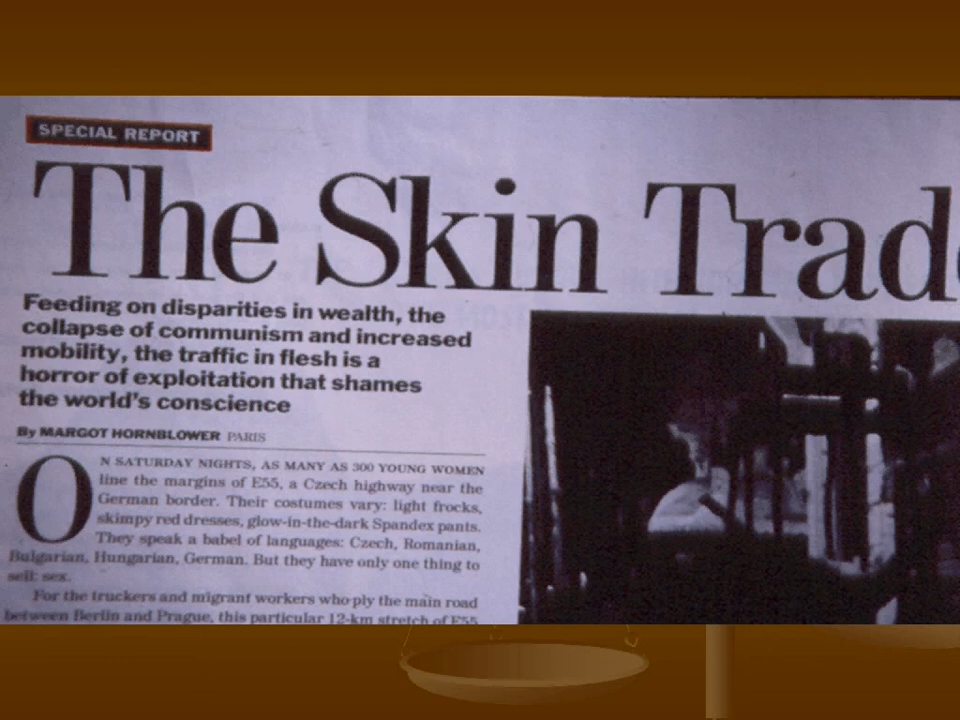 SPECIAL REPORT
The Skin Trad
Feeding on disparities in wealth, the
collapse of communism and increased
mobility, the traffic in flesh is a
horror of exploitation that shames
the world's conscience
By MARGOT HORNBLOWER PARIS
ON SATURDAY NIGHTS, AS MANY AS 300 YOUNG WOMEN
line the margins of E55, a Czech highway near the
German border. Their costumes vary: light frocks,
skimpy red dresses, glow-in-the-dark Spandex pants.
They speak a babel of languages: Czech, Romanian,
Bulgarian, Hungarian, German. But they have only one thing to
sell: sex.
For the truckers and migrant workers who ply the main road
between Berlin and Prague, this particular 12-km stretch of E55